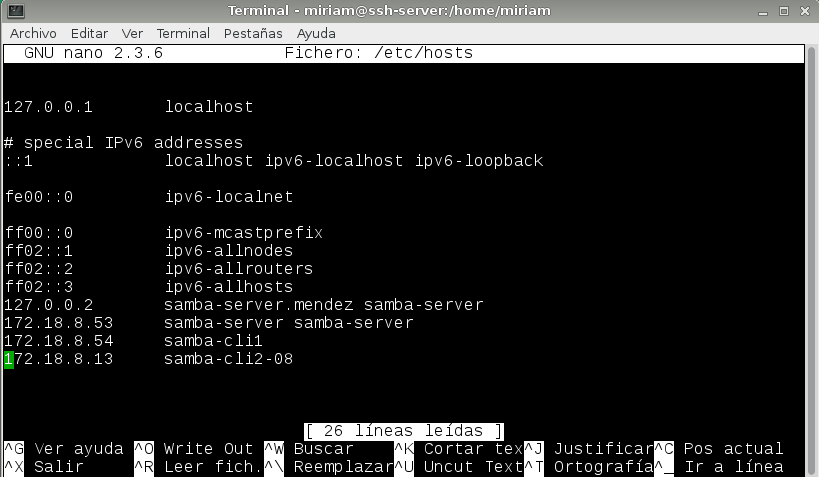 Terminal - miriam@ssh-server:/home/miriam
Archivo Editar Ver Terminal Pestañas Ayuda
GNU nano 2.3.6 Fichero: /etc/hosts
127.0.0.1 localhost
# special IPv6 addresses
::1 localhost ipv6-localhost ipv6-loopback
fe00::0 ipv6-localnet
ff00::0 ipv6-mcastprefix
ff02::1 ipv6-allnodes
ff02::2 ipv6-allrouters
ff02::3 ipv6-allhosts
127.0.0.2 samba-server.mendez samba-server
172.18.8.53 samba-server samba-server
172.18.8.54 samba-cli1
172.18.8.13 samba-cli2-08
[ 26 líneas leídas ]
^G Ver ayuda ^O Write Out ^W Buscar ^K Cortar tex^J Justificar^C Pos actual
^X Salir ^R Leer fich.^\ Reemplazar^U Uncut Text^T Ortografía^_ Ir a línea